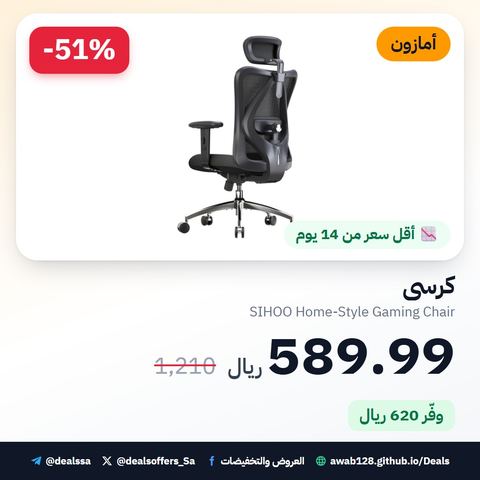 -51%
أمازون
أقل سعر من 14 يوم
كرسى
SIHOO Home-Style Gaming Chair
589.99 ريال 1,210
وفّر 620 ريال
@dealssa @dealsoffers_Sa العروض والتخفيضات awab128.github.io/Deals